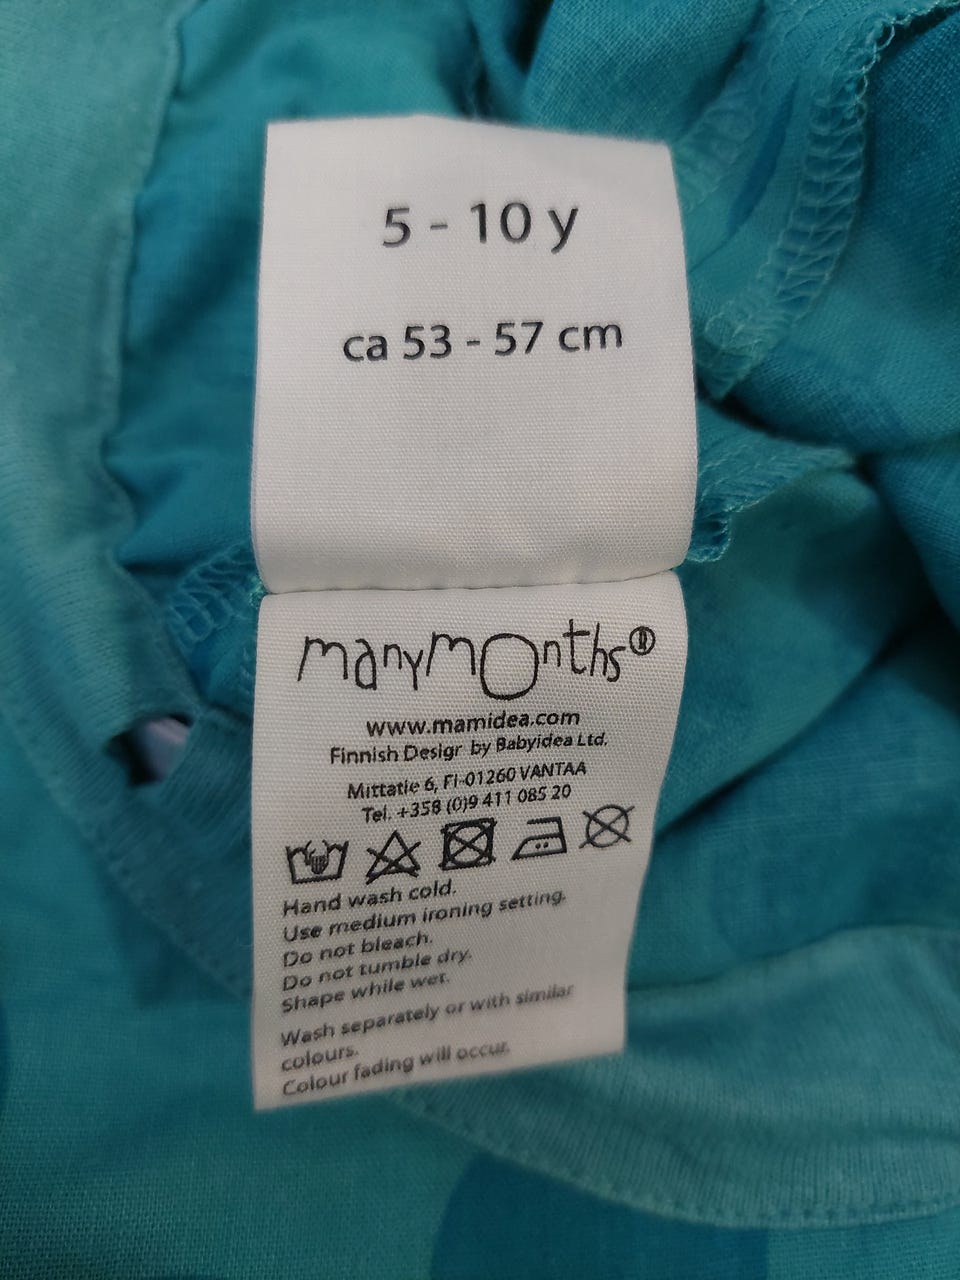 5 - 10 y
ca 53 - 57 cm
manymonths®
www.mamidea.com
Finnish Design by Babyidea Ltd.
Mittatie 6, FI-01260 VANTAA
Tel. +358 (0)9 411 085 20
Hand wash cold.
Use medium ironing setting.
Do not bleach.
Do not tumble dry.
Shape while wet.
Wash separately or with similar
colours.
Colour fading will occur.